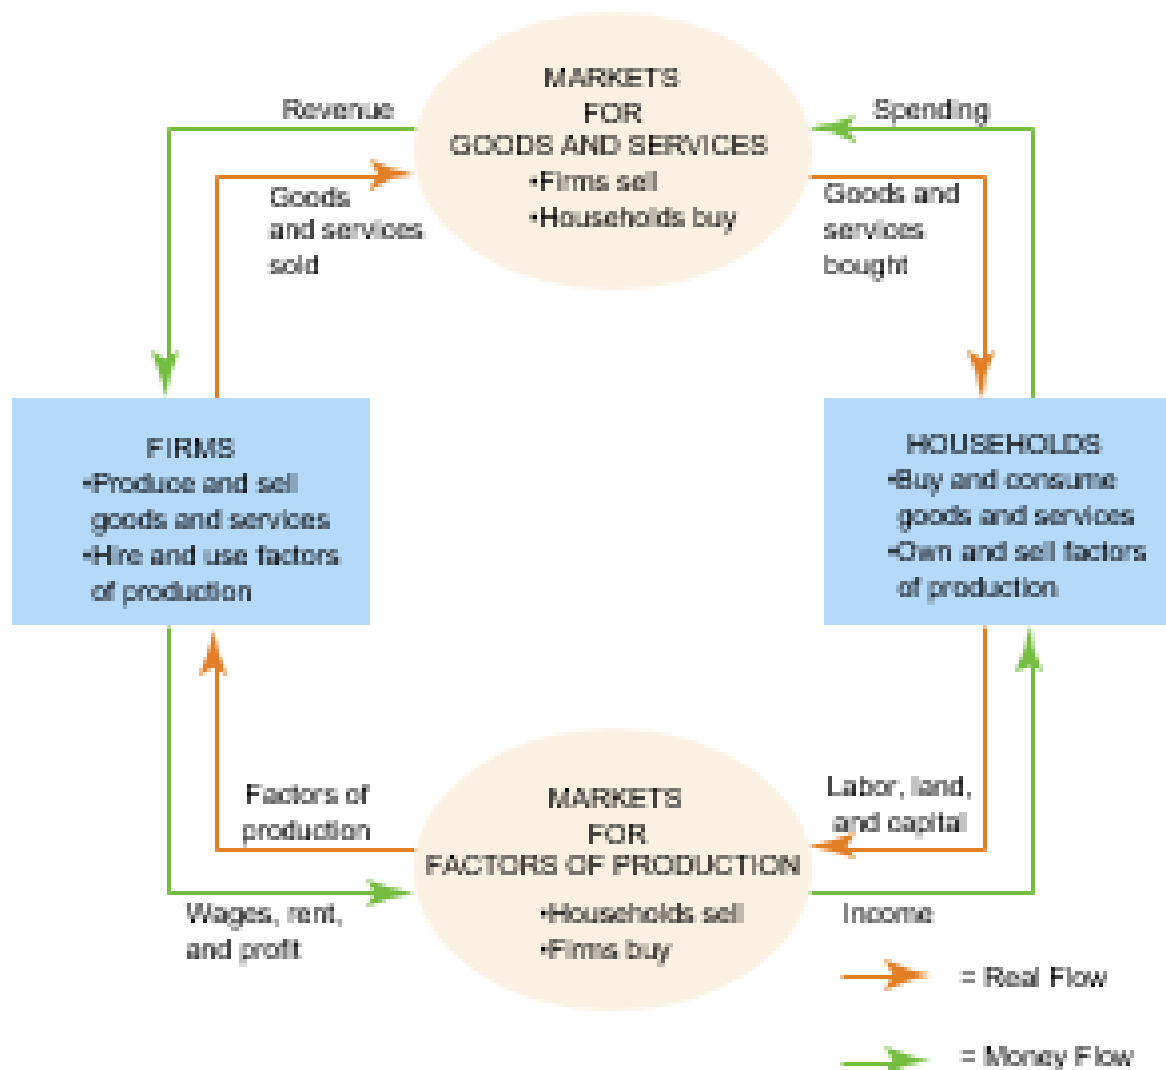 MARKETS
FOR
GOODS AND SERVICES
•Firms sell
•Households buy
Revenue
Spending
Goods
and services
sold
Goods and
services
bought
FIRMS
•Produce and sell
goods and services
•Hire and use factors
of production
HOUSEHOLDS
•Buy and consume
goods and services
•Own and sell factors
of production
Factors of
production
Labor, land,
and capital
MARKETS
FOR
FACTORS OF PRODUCTION
•Households sell
•Firms buy
Wages, rent,
and profit
Income
= Real Flow
= Money Flow